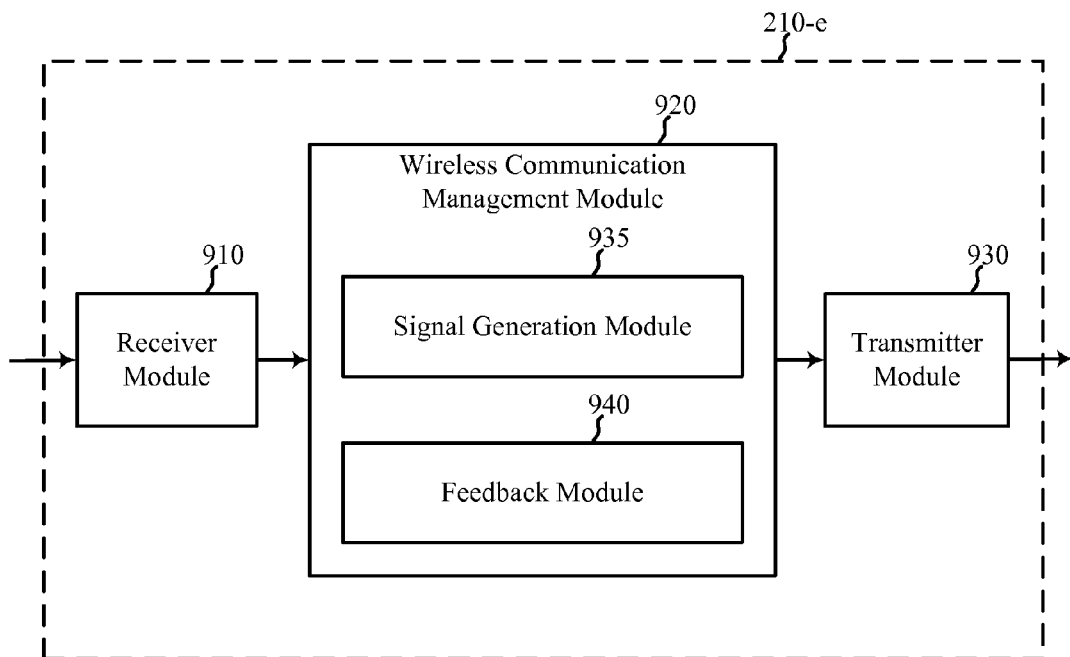 210-e
920
Wireless Communication
Management Module
935
910
930
Signal Generation Module
Receiver
Module
Transmitter
Module
940
Feedback Module